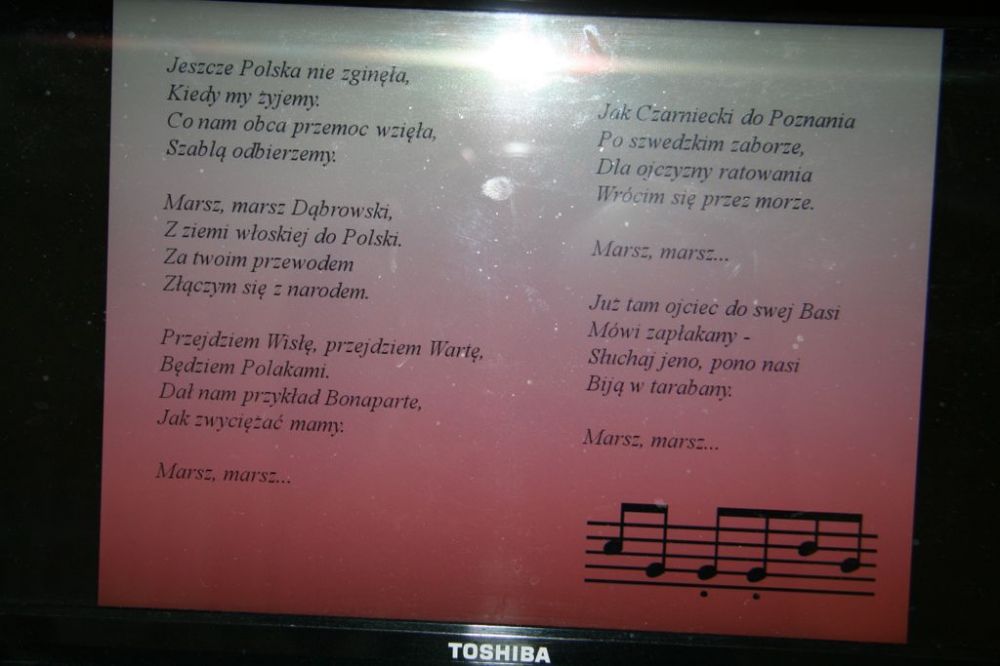 Jeszcze Polska nie zginęła,
Kiedy my żyjemy.
Co nam obca przemoc wzięła,
Szablą odbierzemy.
Marsz, marsz Dąbrowski,
Z ziemi włoskiej do Polski.
Za twoim przewodem
Złączym się z narodem.
Przejdziem Wisłę, przejdziem Wartę,
Będziem Polakami.
Dał nam przykład Bonaparte,
Jak zwyciężać mamy.
Marsz, marsz...
Jak Czarniecki do Poznania
Po szwedzkim zaborze,
Dla ojczyzny ratowania
Wrócim się przez morze.
Marsz, marsz...
Już tam ojciec do swej Basi
Mówi zapłakany -
Słuchaj jeno, pono nasi
Biją w tarabany.
Marsz, marsz...
TOSHIBA